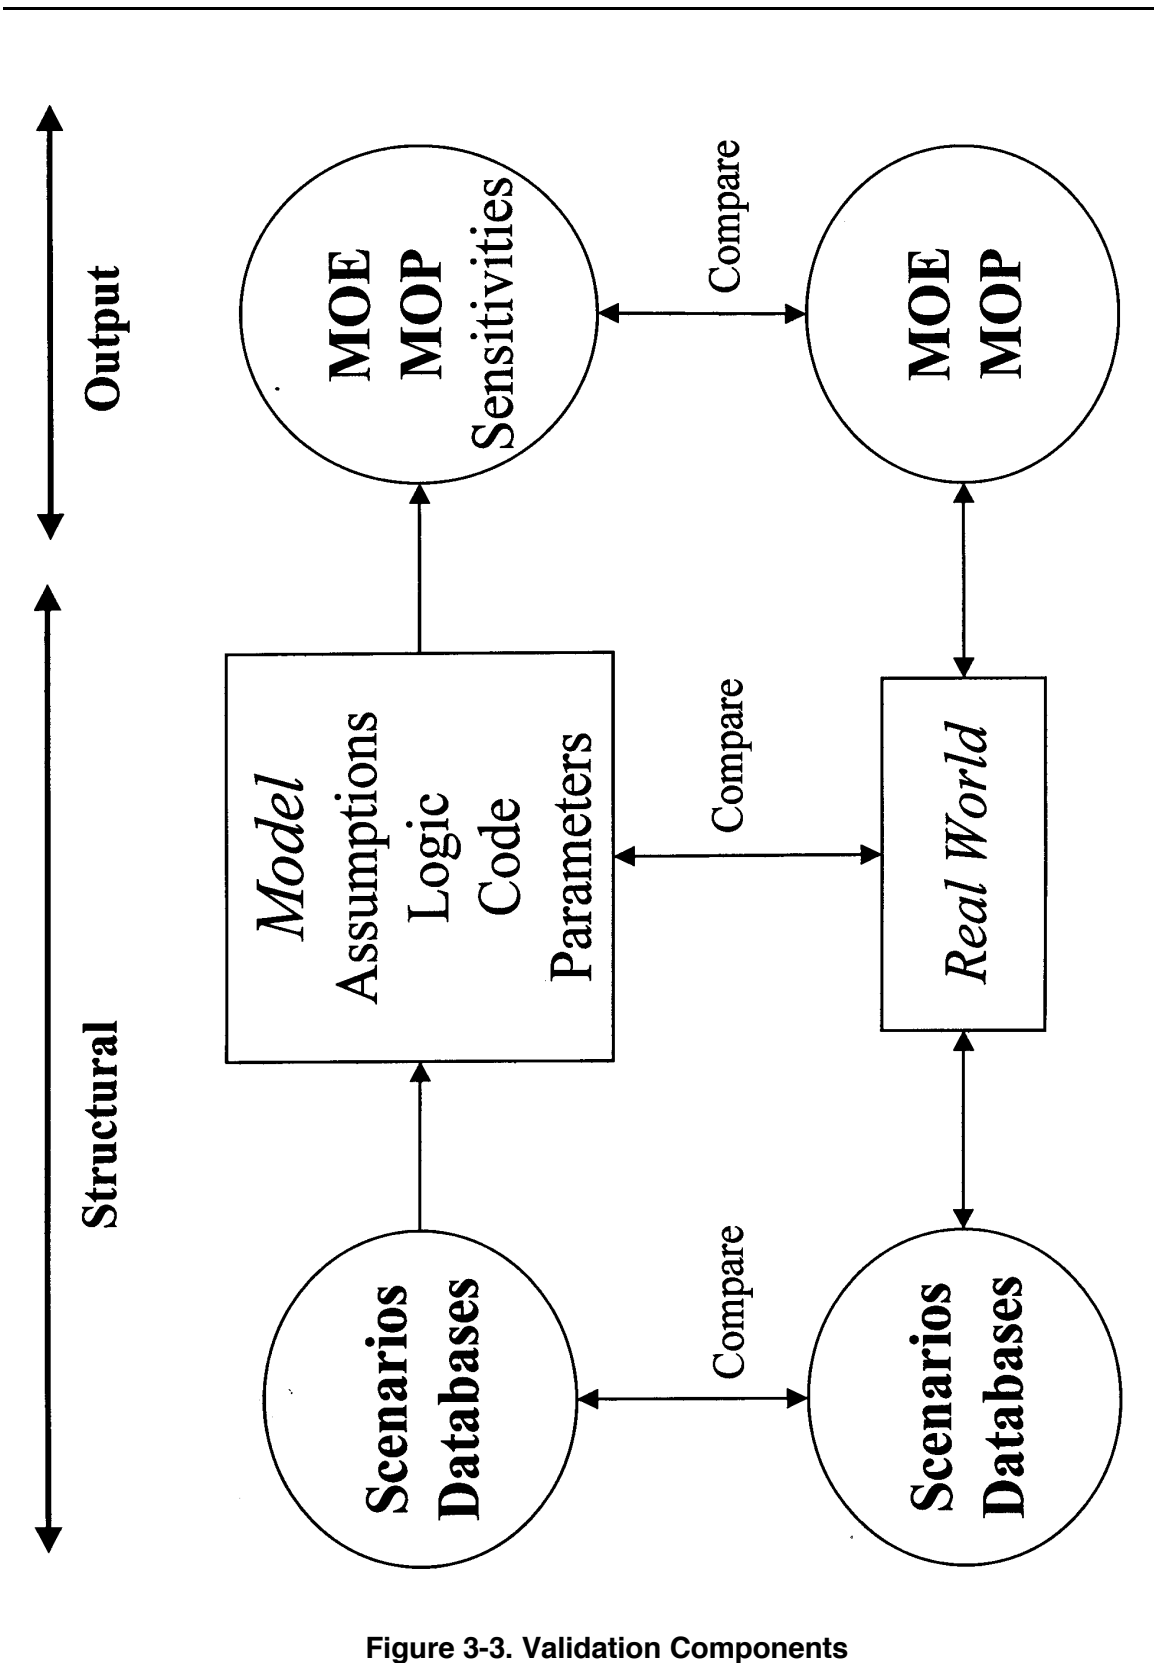 Structural
Output
Scenarios
Databases
Model
Assumptions
Logic
Code
Parameters
MOE
MOP
Sensitivities
Compare
Compare
Compare
Scenarios
Databases
Real World
MOE
MOP
Figure 3-3. Validation Components